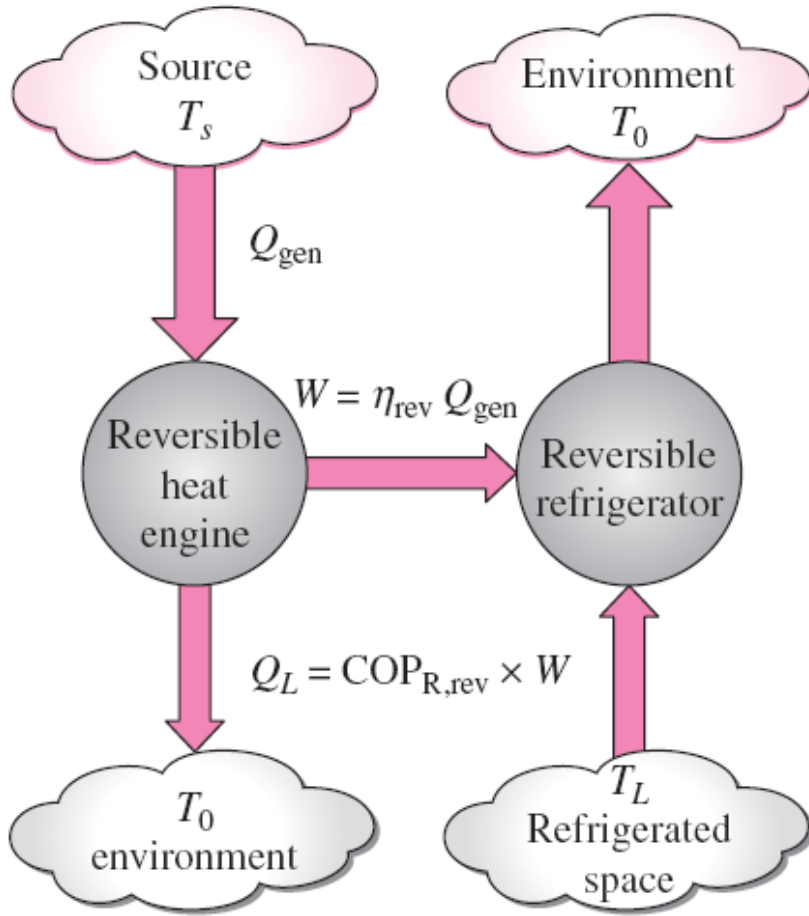 Source
T_s
Environment
T_0
Q_gen
W = η_rev Q_gen
Reversible
heat
engine
Reversible
refrigerator
Q_L = COP_R,rev × W
T_0
environment
T_L
Refrigerated
space